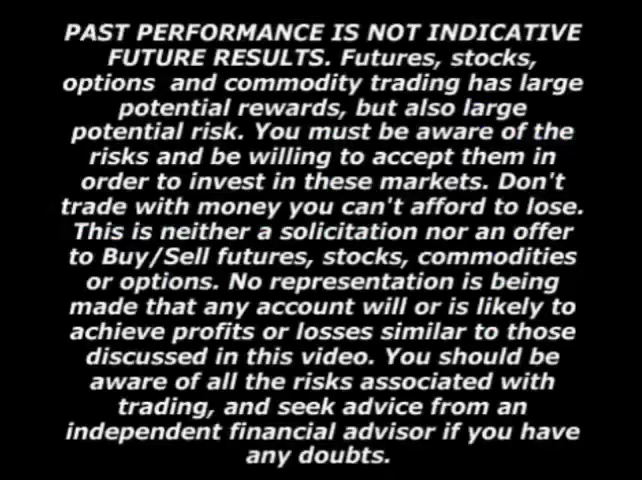 PAST PERFORMANCE IS NOT INDICATIVE
FUTURE RESULTS. Futures, stocks,
options and commodity trading has large
potential rewards, but also large
potential risk. You must be aware of the
risks and be willing to accept them in
order to invest in these markets. Don't
trade with money you can't afford to lose.
This is neither a solicitation nor an offer
to Buy/Sell futures, stocks, commodities
or options. No representation is being
made that any account will or is likely to
achieve profits or losses similar to those
discussed in this video. You should be
aware of all the risks associated with
trading, and seek advice from an
independent financial advisor if you have
any doubts.